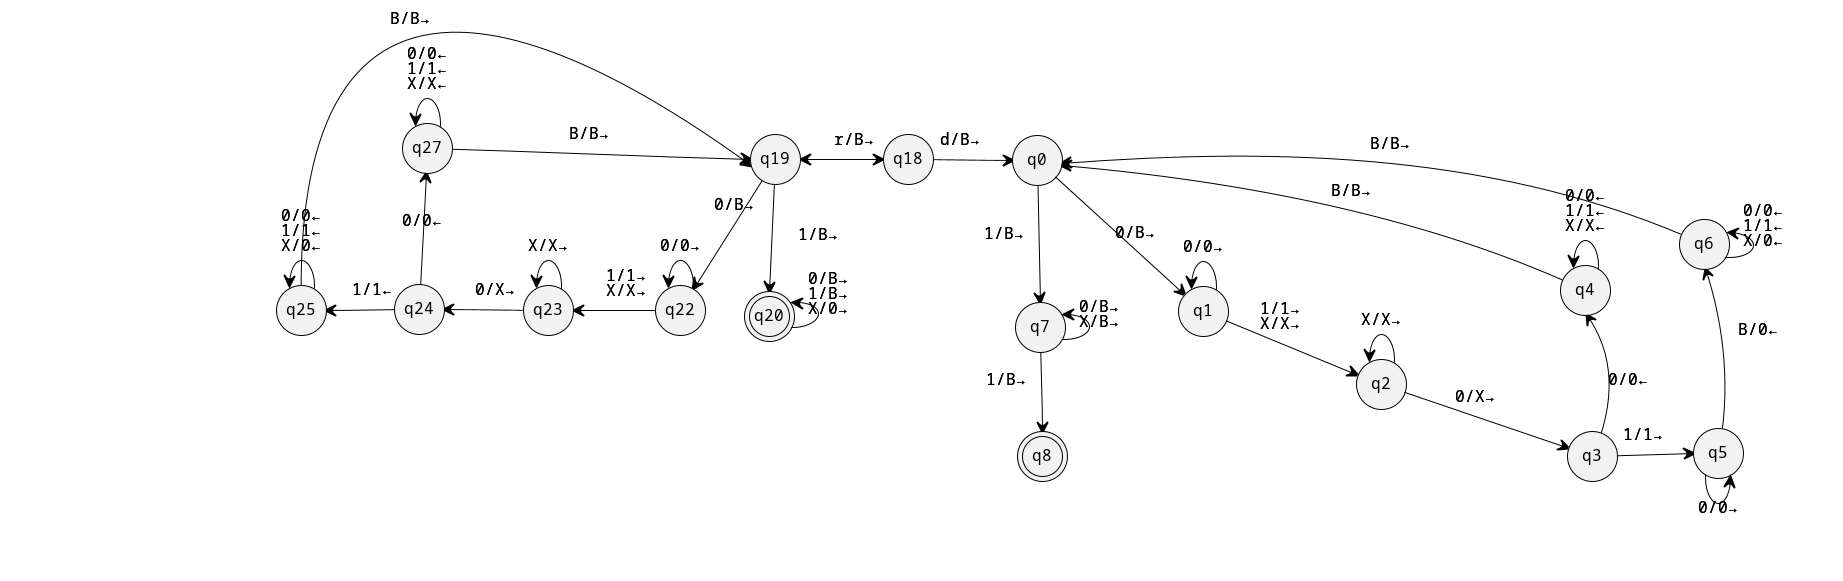 B/B→
0/0←
1/1←
X/X←
q27
B/B→
q19
r/B→
q18
d/B→
q0
B/B→
B/B→
0/0←
1/1←
X/X←
q4
0/0←
1/1←
X/0←
q6
0/0←
1/1←
X/0←
q25
1/1←
0/0←
q24
0/X→
X/X→
q23
1/1→
X/X→
0/0→
q22
0/B→
1/B→
0/B→
1/B→
X/0→
q20
1/B→
0/B→
X/B→
q7
0/B→
0/0→
q1
1/1→
X/X→
X/X→
q2
B/0←
1/B→
q8
0/X→
0/0←
q3
1/1→
q5
0/0→